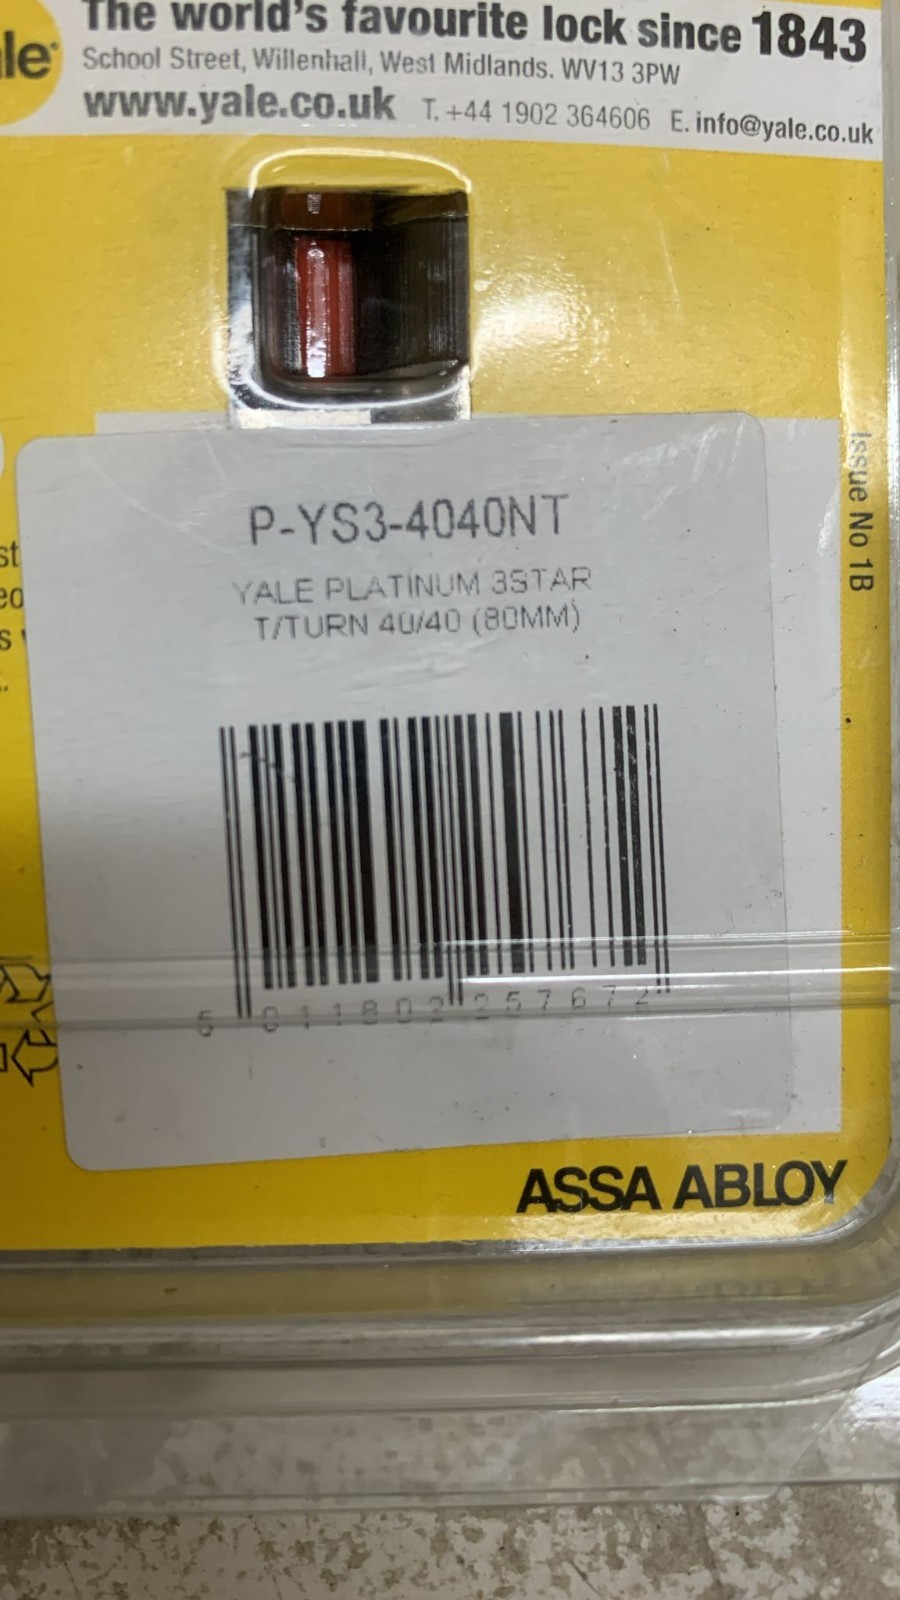 ale
The world's favourite lock since 1843
School Street, Willenhall, West Midlands. WV13 3PW
www.yale.co.uk T. +44 1902 364606 E. info@yale.co.uk
Issue No 1B
P-YS3-4040NT
YALE PLATINUM 3STAR
T/TURN 40/40 (80MM)
5 011802 257672
ASSA ABLOY